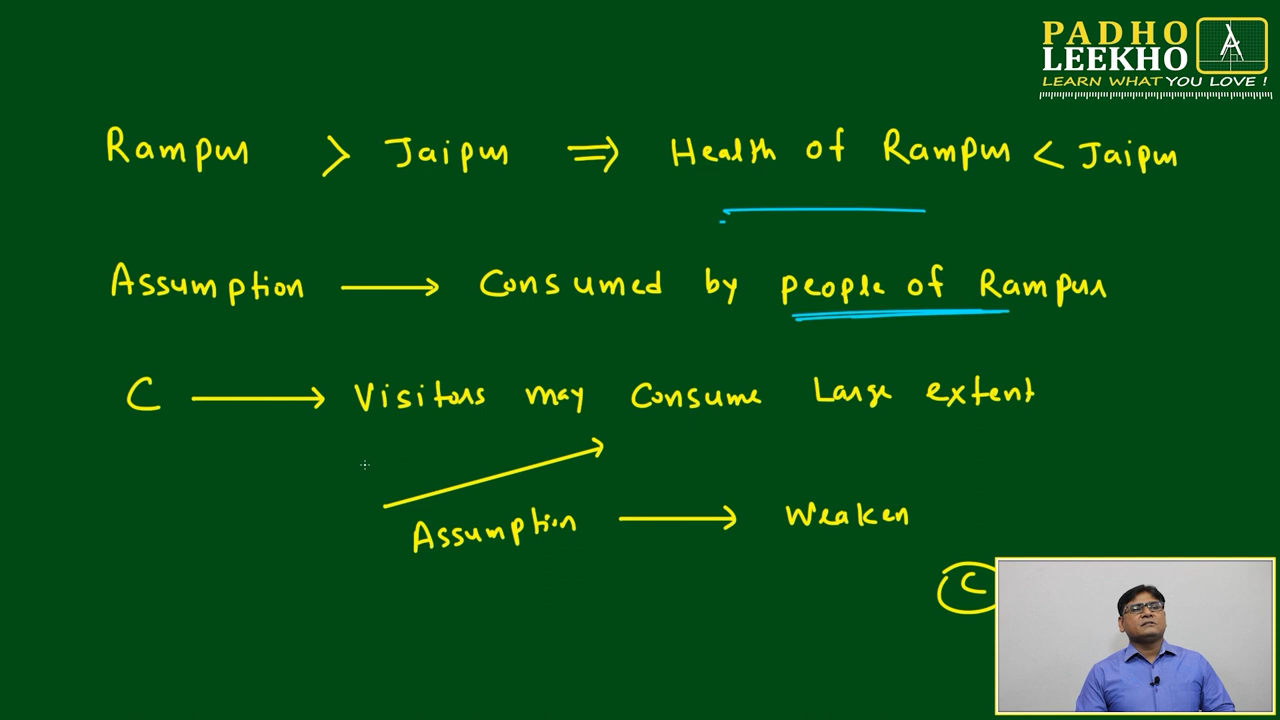 PADHO
LEEKHO
LEARN WHAT YOU LOVE !
Rampur > Jaipur ⇒ Health of Rampur < Jaipur
Assumption → Consumed by people of Rampur
C → Visitors may Consume Large extent
Assumption → Weaken
C